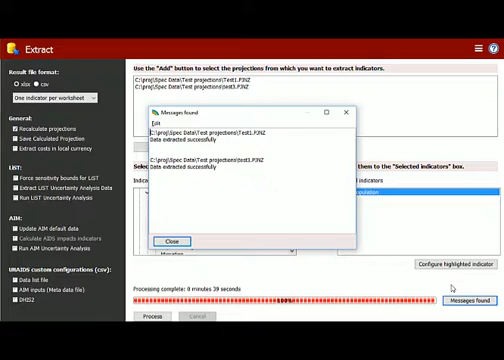 Extract
Result file format:
xlsx csv
One indicator per worksheet
General:
Recalculate projections
Save Calculated Projection
Extract costs in local currency
LiST:
Force sensitivity bounds for LiST
Extract LiST Uncertainty Analysis Data
Run LiST Uncertainty Analysis
AIM:
Update AIM default data
Calculate AIDS impacts indicators
Run AIM Uncertainty Analysis
UNAIDS custom configurations (csv)
Data list file
AIM inputs (Meta data file)
DHIS2
Use the "Add" button to select the projections from which you want to extract indicators.
C:\proj\Spec Data\Test projections\Test1.PJNZ
C:\proj\Spec Data\Test projections\test3.PJNZ
Messages found
Edit
C:\proj\Spec Data\Test projections\Test1.PJNZ
Data extracted successfully
C:\proj\Spec Data\Test projections\test3.PJNZ
Data extracted successfully
Close
them to the "Selected indicators" box.
Configure highlighted indicator
Processing complete: 0 minutes 39 seconds
100%
Messages found
Process
Cancel